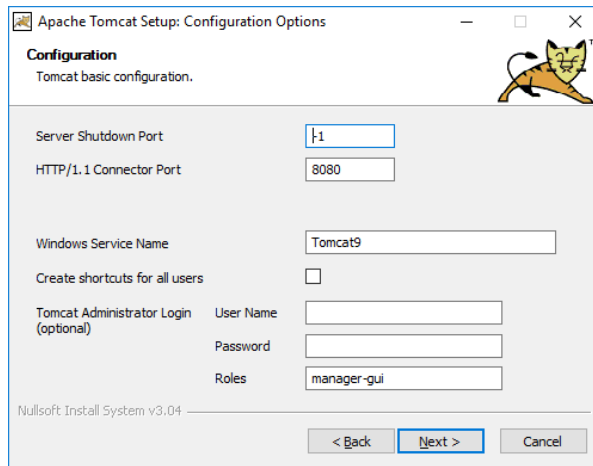 Apache Tomcat Setup: Configuration Options
Configuration
Tomcat basic configuration.
TM
Server Shutdown Port -1
HTTP/1.1 Connector Port 8080
Windows Service Name Tomcat9
Create shortcuts for all users
Tomcat Administrator Login User Name
(optional)
Password
Roles manager-gui
Nullsoft Install System v3.04
< Back Next > Cancel